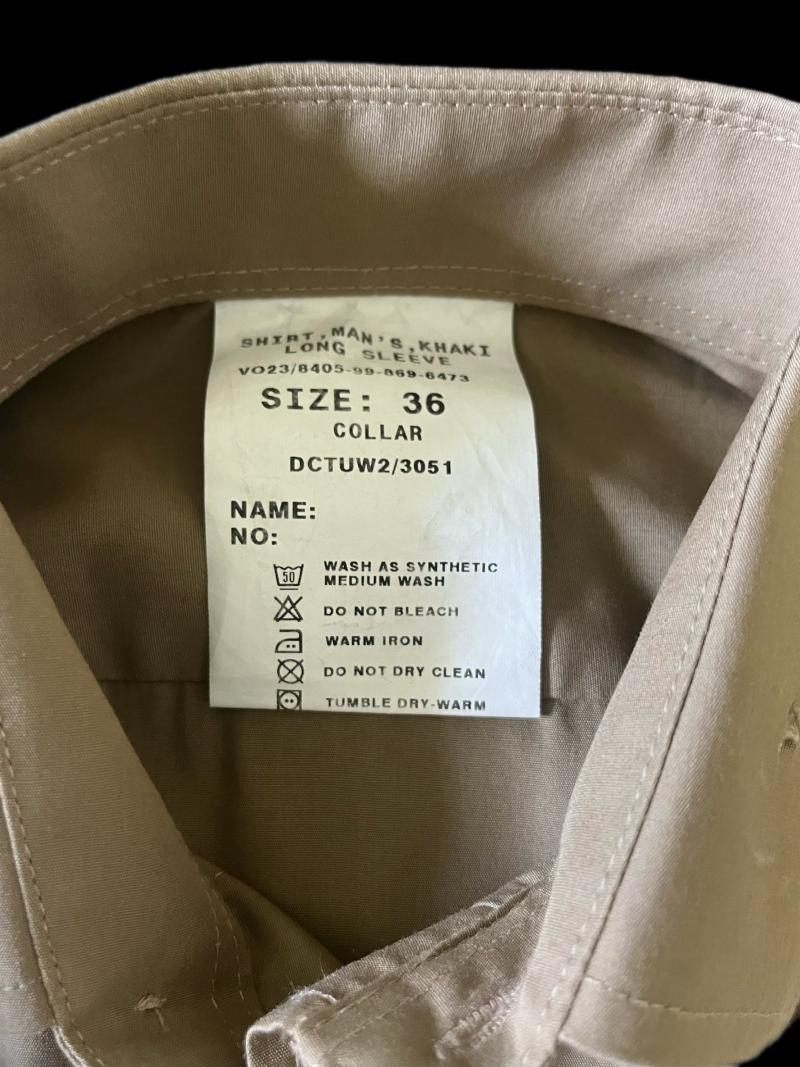 SHIRT, MAN'S, KHAKI
LONG SLEEVE
VO23/8405-99-869-6473
SIZE: 36
COLLAR
DCTUW2/3051
NAME:
NO:
50 WASH AS SYNTHETIC
MEDIUM WASH
DO NOT BLEACH
WARM IRON
DO NOT DRY CLEAN
TUMBLE DRY-WARM